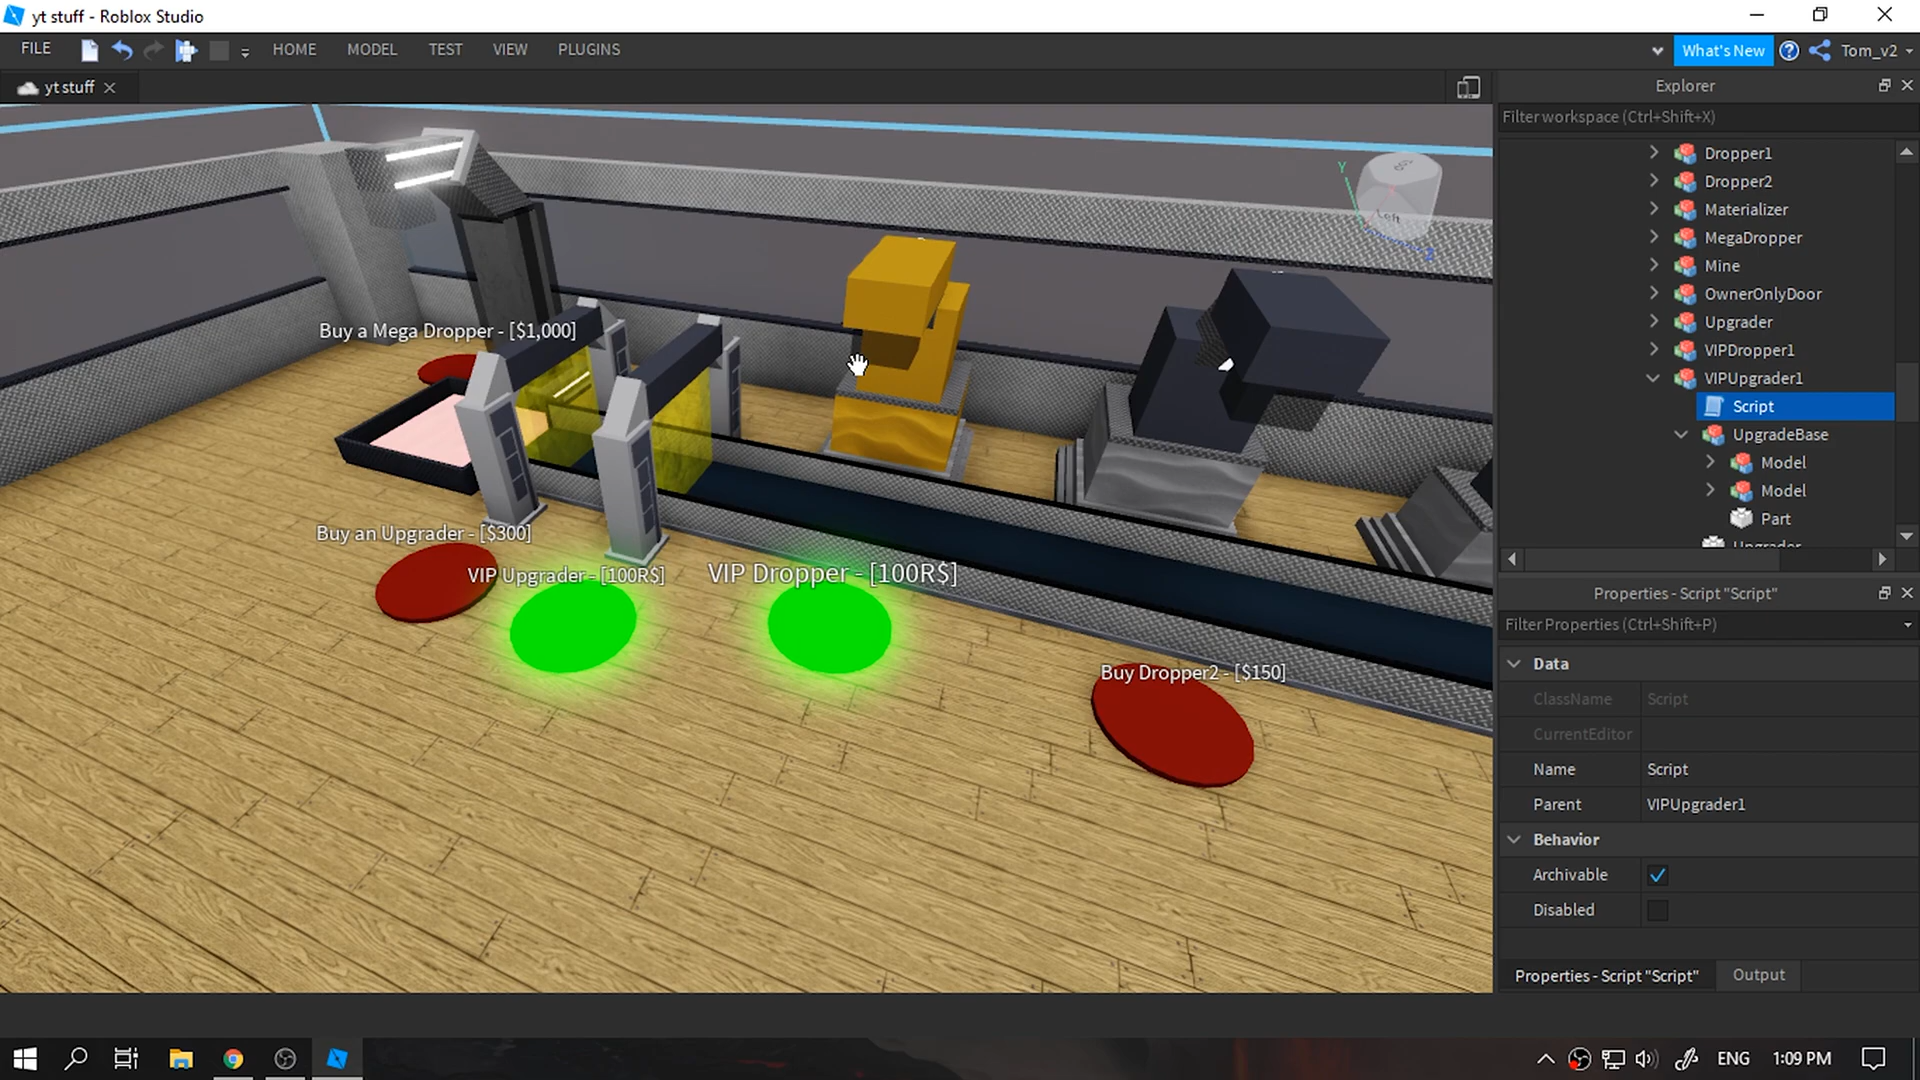 yt stuff - Roblox Studio
FILE
HOME
MODEL
TEST
VIEW
PLUGINS
What's New
Tom_v2
yt stuff
Explorer
Filter workspace (Ctrl+Shift+X)
Dropper1
Dropper2
Materializer
MegaDropper
Mine
OwnerOnlyDoor
Upgrader
VIPDropper1
VIPUpgrader1
Script
UpgradeBase
Model
Model
Part
Upgrader
Y
Left
Z
Buy a Mega Dropper - [$1,000]
Buy an Upgrader - [$300]
VIP Upgrader - [100R$]
VIP Dropper - [100R$]
Buy Dropper2 - [$150]
Properties - Script "Script"
Filter Properties (Ctrl+Shift+P)
Data
ClassName Script
CurrentEditor
Name Script
Parent VIPUpgrader1
Behavior
Archivable
Disabled
Properties - Script "Script"
Output
ENG
1:09 PM